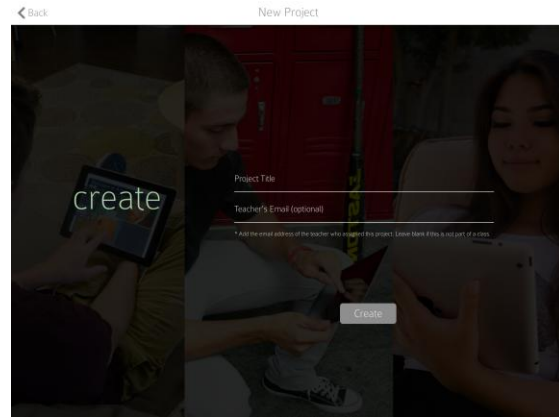 Back
New Project
create
Project Title
Teacher's Email (optional)
* Add the email address of the teacher who assigned this project. Leave blank if this is not part of a class.
Create